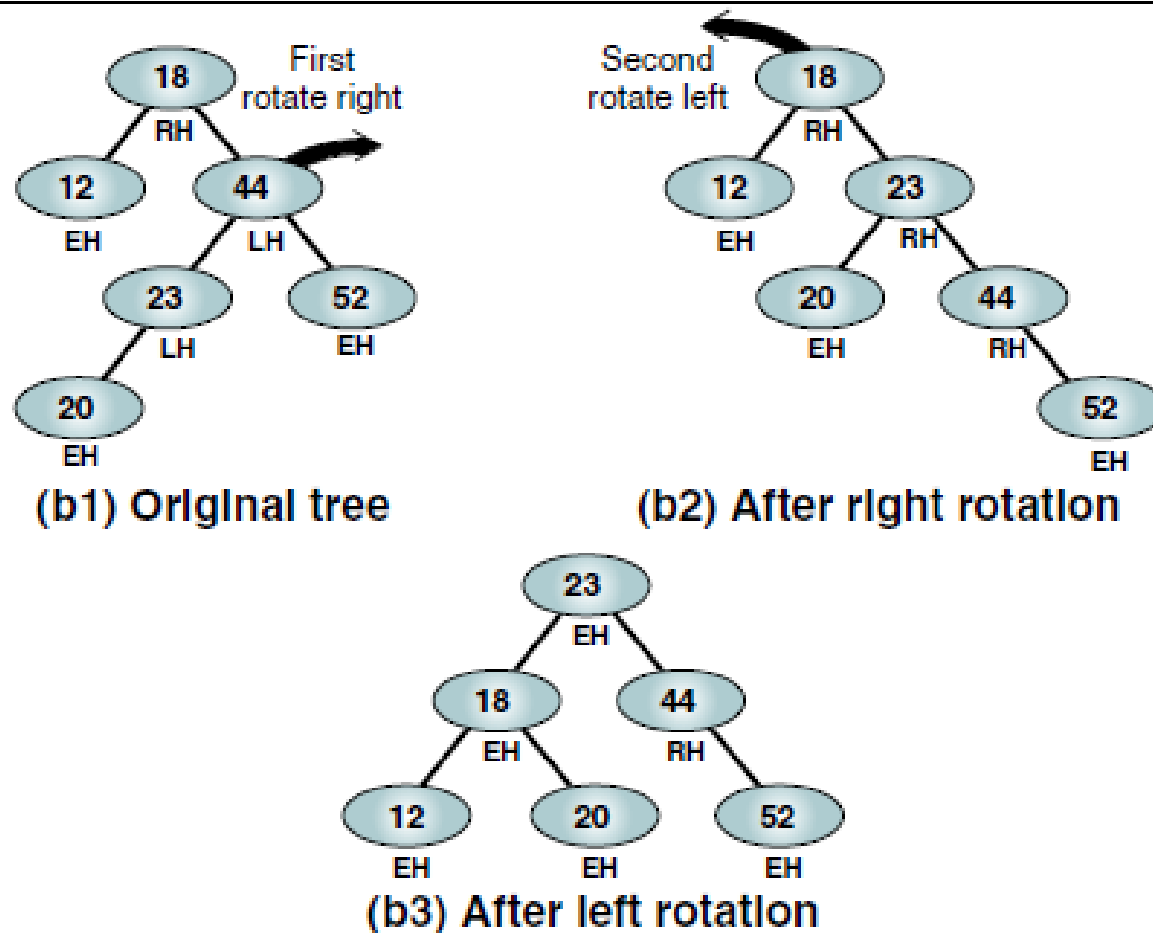 18
First
rotate right
RH
12
44
EH
LH
23
52
LH
EH
20
EH
(b1) Original tree
Second
rotate left
18
RH
12
23
EH
RH
20
44
EH
RH
52
EH
(b2) After right rotation
23
EH
18
44
EH
RH
12
20
52
EH
EH
EH
(b3) After left rotation